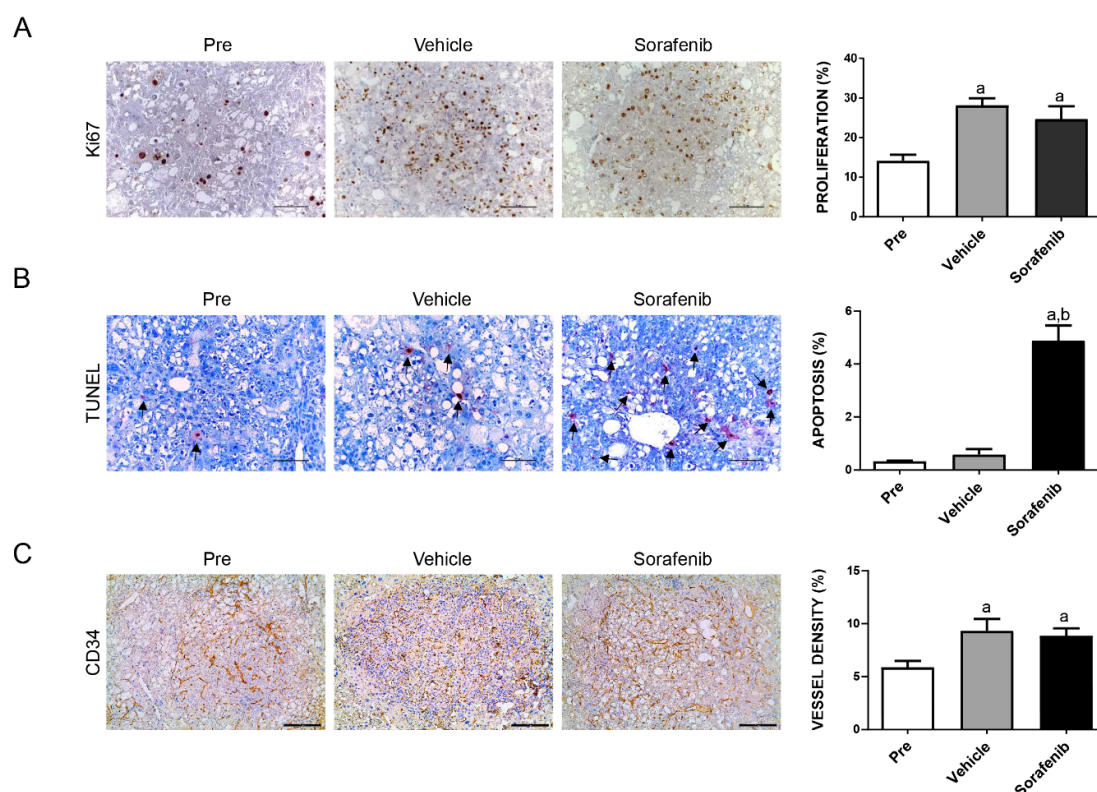 A
Pre Vehicle Sorafenib
Ki67
PROLIFERATION (%)
40
30
20
10
0
a a
Pre Vehicle Sorafenib
B
Pre Vehicle Sorafenib
TUNEL
APOPTOSIS (%)
6
4
2
0
a,b
Pre Vehicle Sorafenib
C
Pre Vehicle Sorafenib
CD34
VESSEL DENSITY (%)
15
10
5
0
a a
Pre Vehicle Sorafenib